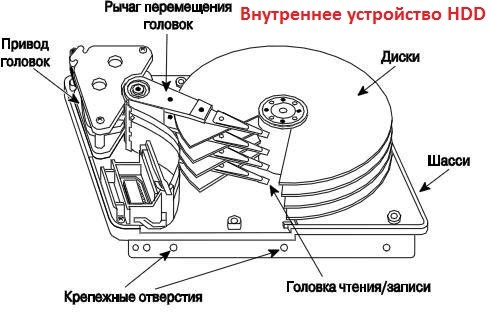 Рычаг перемещения
головок
Внутреннее устройство HDD
Привод
головок
Диски
Шасси
Крепежные отверстия
Головка чтения/записи